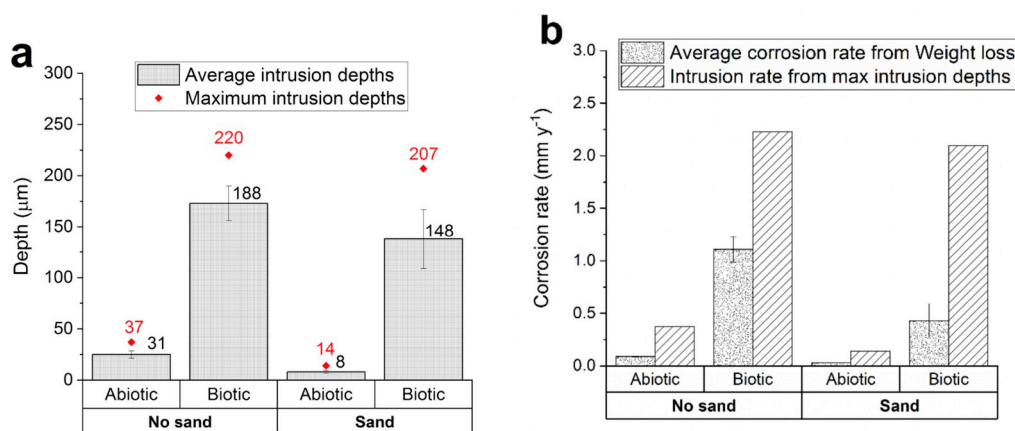 a
300
250
200
150
100
50
0
Depth (μm)
Average intrusion depths
Maximum intrusion depths
37
31
220
188
14
8
207
148
Abiotic Biotic Abiotic Biotic
No sand Sand
b
3.0
2.5
2.0
1.5
1.0
0.5
0.0
Corrosion rate (mm y⁻¹)
Average corrosion rate from Weight loss
Intrusion rate from max intrusion depths
Abiotic Biotic Abiotic Biotic
No sand Sand